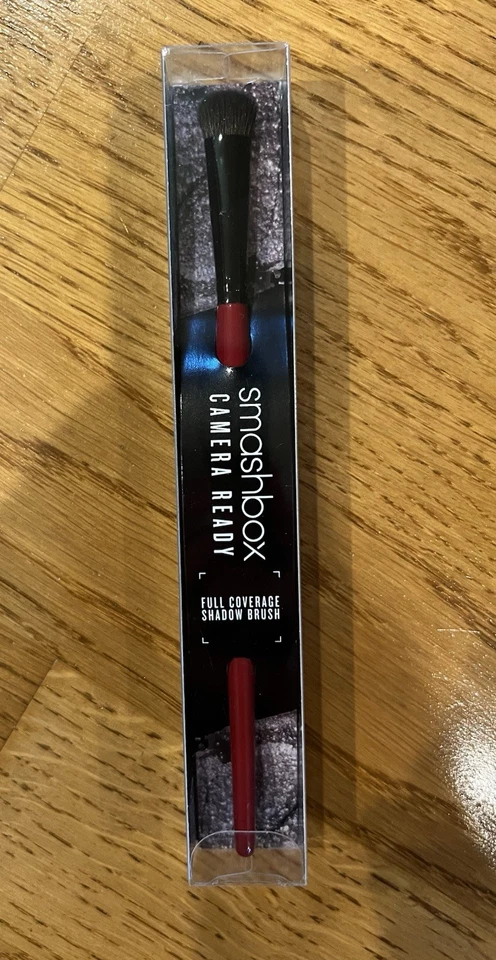 smashbox
CAMERA READY
FULL COVERAGE
SHADOW BRUSH